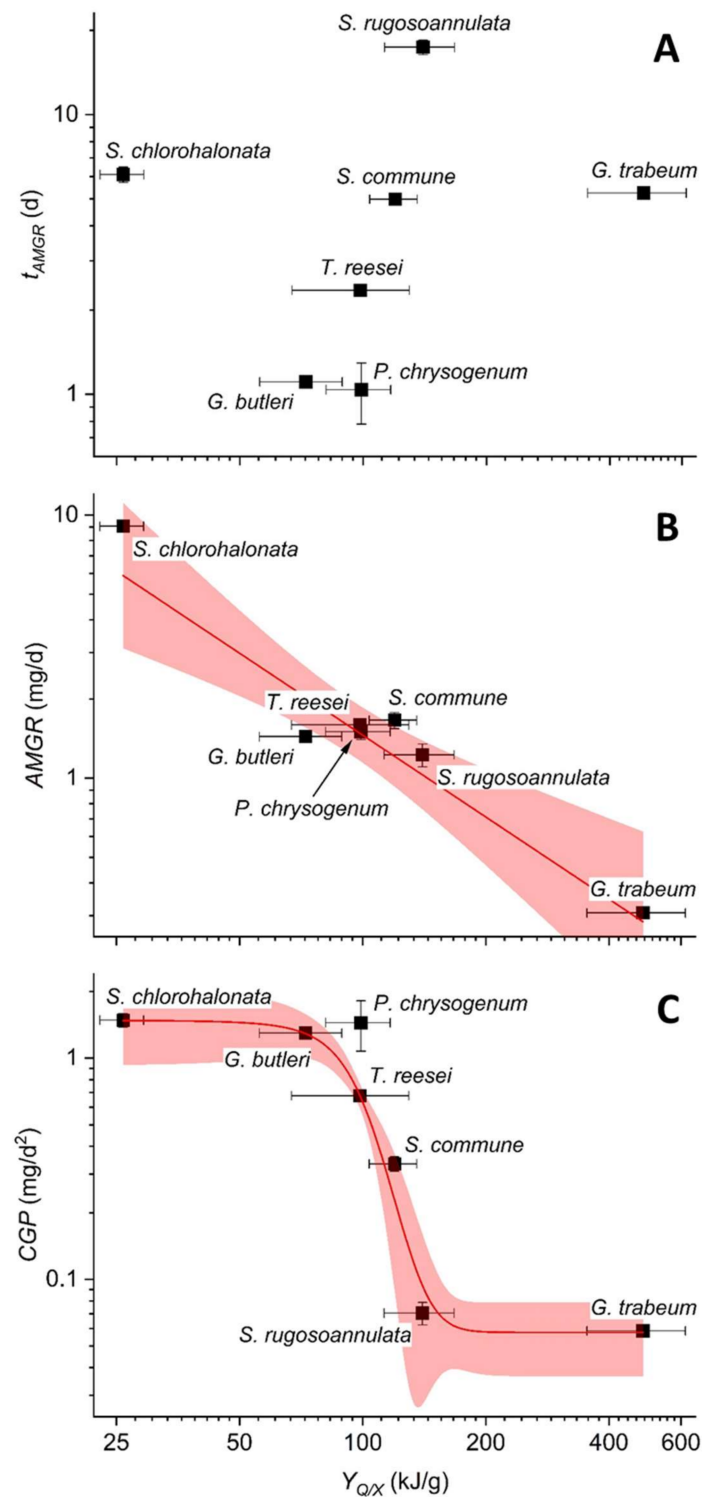 A
S. rugosoannulata
10
S. chlorohalonata
S. commune
G. trabeum
T. reesei
P. chrysogenum
G. butleri
1
t_AMGR (d)
B
10
S. chlorohalonata
T. reesei
S. commune
G. butleri
S. rugosoannulata
P. chrysogenum
G. trabeum
1
AMGR (mg/d)
C
S. chlorohalonata
P. chrysogenum
1
G. butleri
T. reesei
S. commune
0.1
G. trabeum
S. rugosoannulata
CGP (mg/d²)
25 50 100 200 400 600
Y_Q/X (kJ/g)